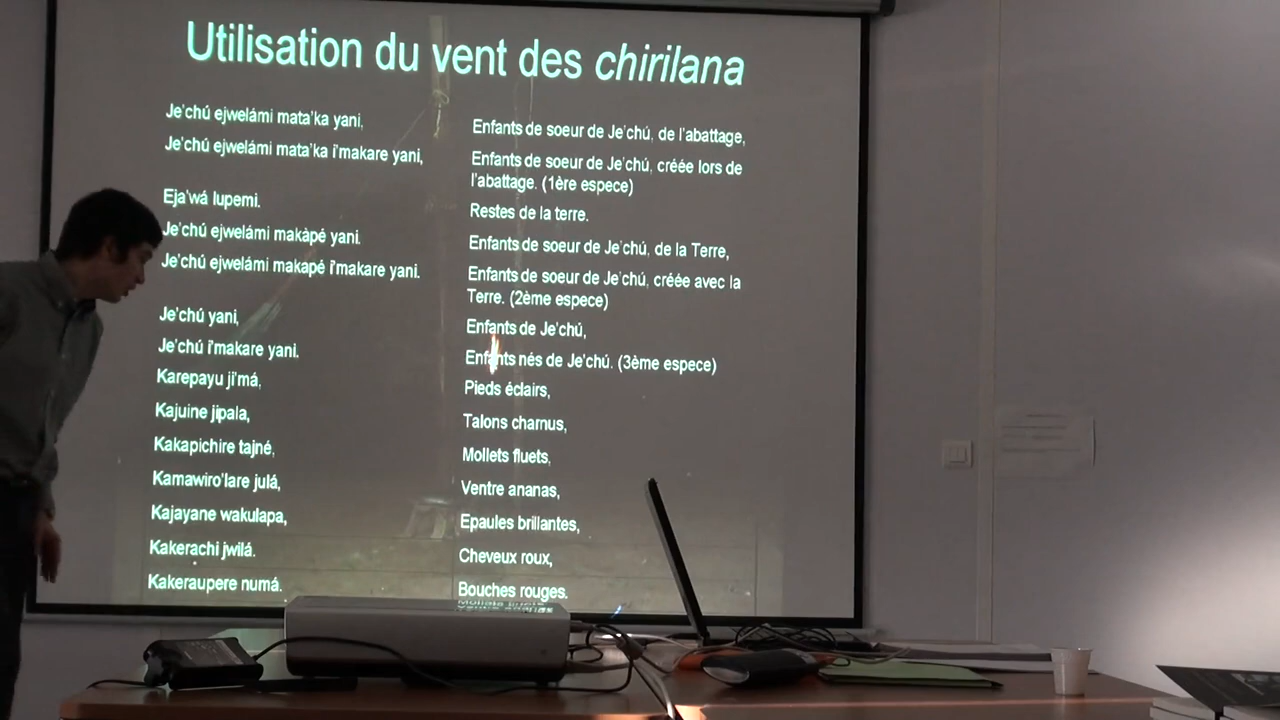 Utilisation du vent des chirilana
Je'chú ejwelámi mata'ka yani,
Je'chú ejwelámi mata'ka i'makare yani,
Eja'wá lupemi.
Je'chú ejwelámi makàpé yani.
Je'chú ejwelámi makapé i'makare yani.
Je'chú yani,
Je'chú i'makare yani.
Karepayu ji'má,
Kajuine jipala,
Kakapichire tajné,
Kamawiro'lare julá,
Kajayane wakulapa,
Kakerachi jwilá.
Kakeraupere numá.
Enfants de soeur de Je'chú, de l'abattage,
Enfants de soeur de Je'chú, créée lors de
l'abattage. (1ère espece)
Restes de la terre.
Enfants de soeur de Je'chú, de la Terre,
Enfants de soeur de Je'chú, créée avec la
Terre. (2ème espece)
Enfants de Je'chú,
Enfants nés de Je'chú. (3ème espece)
Pieds éclairs,
Talons charnus,
Mollets fluets,
Ventre ananas,
Epaules brillantes,
Cheveux roux,
Bouches rouges.